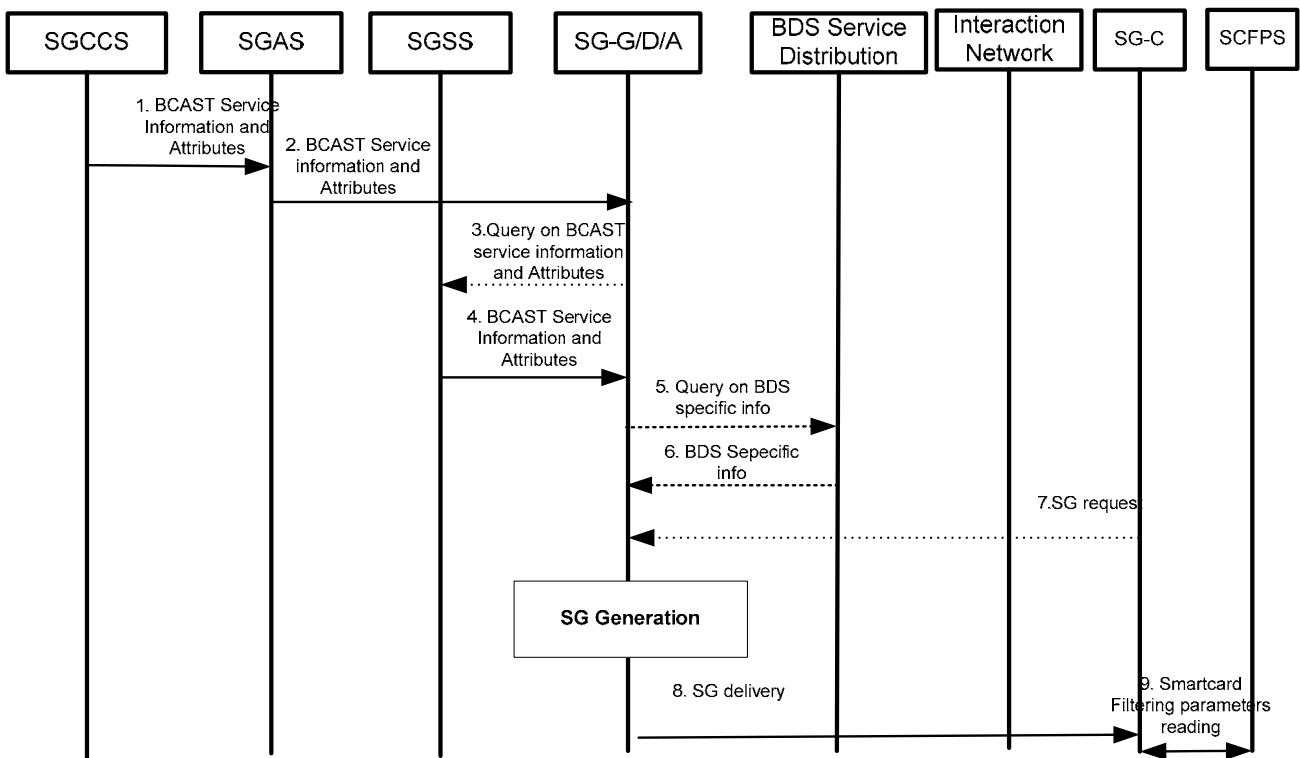 SGCCS
SGAS
SGSS
SG-G/D/A
BDS Service
Distribution
Interaction
Network
SG-C
SCFPS
1. BCAST Service
Information and
Attributes
2. BCAST Service
information and
Attributes
3.Query on BCAST
service information
and Attributes
4. BCAST Service
Information and
Attributes
5. Query on BDS
specific info
6. BDS Sepecific
info
7.SG request
SG Generation
8. SG delivery
9. Smartcard
Filtering parameters
reading